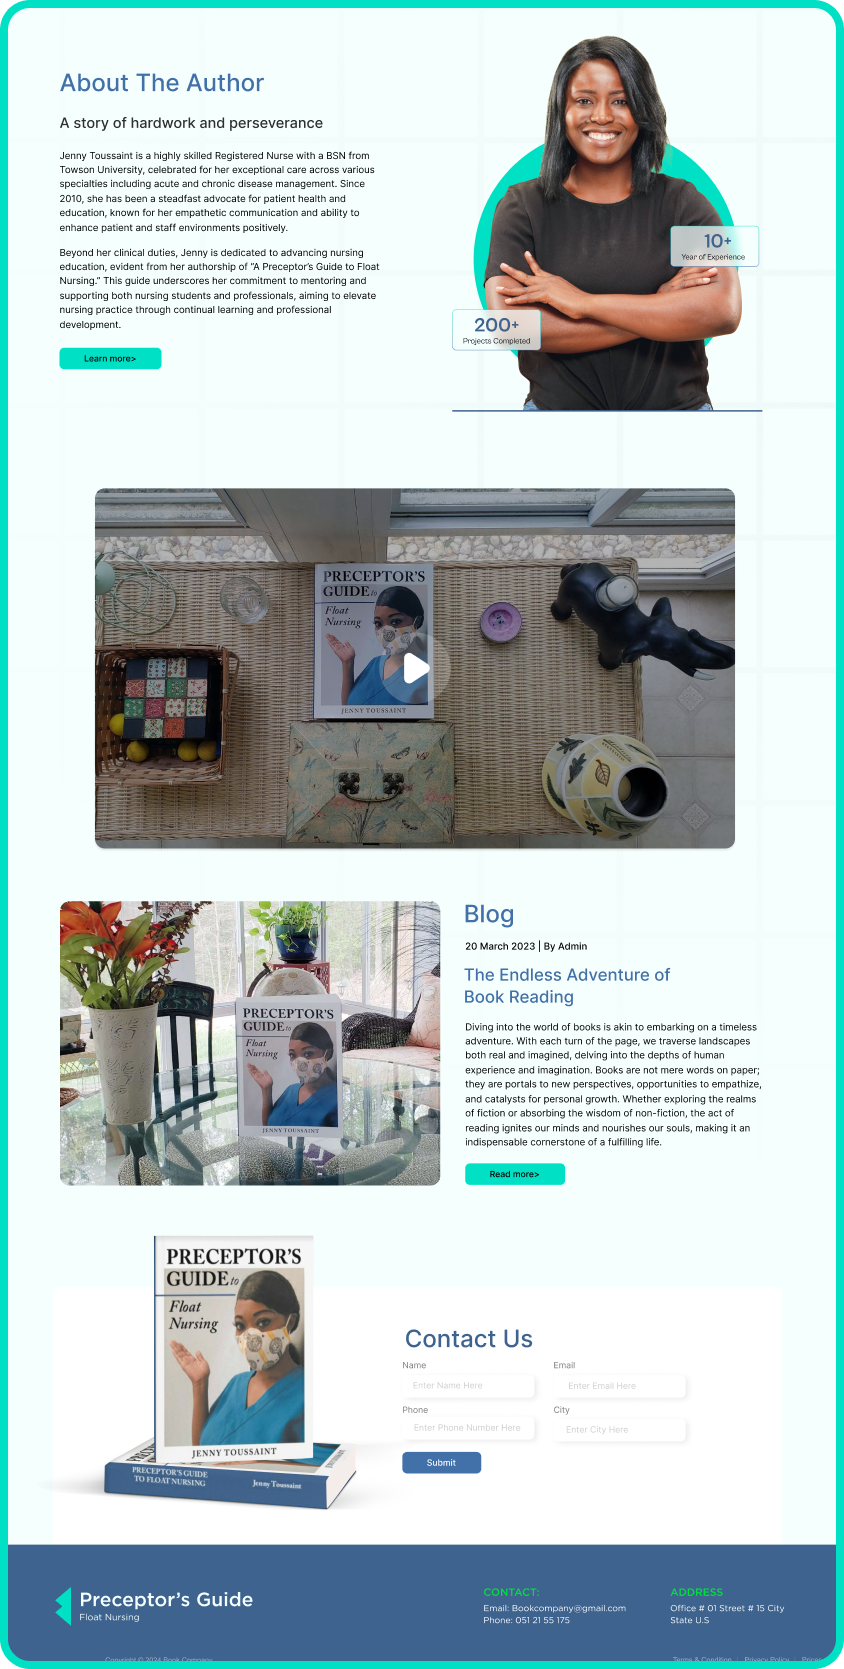 About The Author
A story of hardwork and perseverance
Jenny Toussaint is a highly skilled Registered Nurse with a BSN from
Towson University, celebrated for her exceptional care across various
specialties including acute and chronic disease management. Since
2010, she has been a steadfast advocate for patient health and
education, known for her empathetic communication and ability to
enhance patient and staff environments positively.
Beyond her clinical duties, Jenny is dedicated to advancing nursing
education, evident from her authorship of "A Preceptor's Guide to Float
Nursing." This guide underscores her commitment to mentoring and
supporting both nursing students and professionals, aiming to elevate
nursing practice through continual learning and professional
development.
Learn more>
10+
Year of Experience
200+
Projects Completed
PRECEPTOR'S
GUIDE to
Float
Nursing
JENNY TOUSSAINT
PRECEPTOR'S
GUIDE to
Float
Nursing
JENNY TOUSSAINT
Blog
20 March 2023 | By Admin
The Endless Adventure of
Book Reading
Diving into the world of books is akin to embarking on a timeless
adventure. With each turn of the page, we traverse landscapes
both real and imagined, delving into the depths of human
experience and imagination. Books are not mere words on paper;
they are portals to new perspectives, opportunities to empathize,
and catalysts for personal growth. Whether exploring the realms
of fiction or absorbing the wisdom of non-fiction, the act of
reading ignites our minds and nourishes our souls, making it an
indispensable cornerstone of a fulfilling life.
Read more>
PRECEPTOR'S
GUIDE to
Float
Nursing
JENNY TOUSSAINT
PRECEPTOR'S GUIDE
TO FLOAT NURSING
Jenny Toussaint
Contact Us
Name
Email
Enter Name Here
Enter Email Here
Phone
City
Enter Phone Number Here
Enter City Here
Submit
Preceptor's Guide
Float Nursing
CONTACT:
Email: Bookcompany@gmail.com
Phone: 051 21 55 175
ADDRESS
Office # 01 Street # 15 City
State U.S
Copyright © 2024 Book Company
Terms & Condition | Privacy Policy |